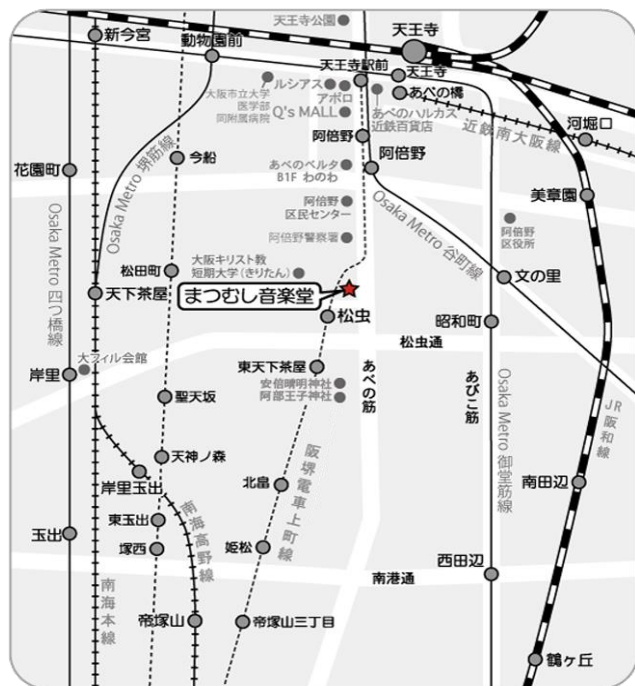 天王寺公園
天王寺
新今宮
動物園前
天王寺駅前
天王寺
大阪市立大学
医学部
同附属病院
ルシアス
アポロ
Q's MALL
あべの橋
あべのハルカス
近鉄百貨店
近鉄南大阪線
河堀口
阿倍野
阿倍野
花園町
Osaka Metro 堺筋線
今船
あべのベルタ
B1F わのわ
美章園
阿倍野
区民センター
Osaka Metro 谷町線
阿倍野
区役所
阿倍野警察署
大阪キリスト教
短期大学(きりたん)
松田町
文の里
Osaka Metro 四つ橋線
天下茶屋
まつむし音楽堂
松虫
昭和町
松虫通
大フィル会館
岸里
東天下茶屋
安倍晴明神社
阿部王子神社
あべの筋
あびこ筋
Osaka Metro 御堂筋線
JR阪和線
聖天坂
天神ノ森
岸里玉出
阪堺電車上町線
北畠
南田辺
東玉出
南海高野線
玉出
塚西
姫松
西田辺
南港通
南海本線
帝塚山
帝塚山三丁目
鶴ヶ丘